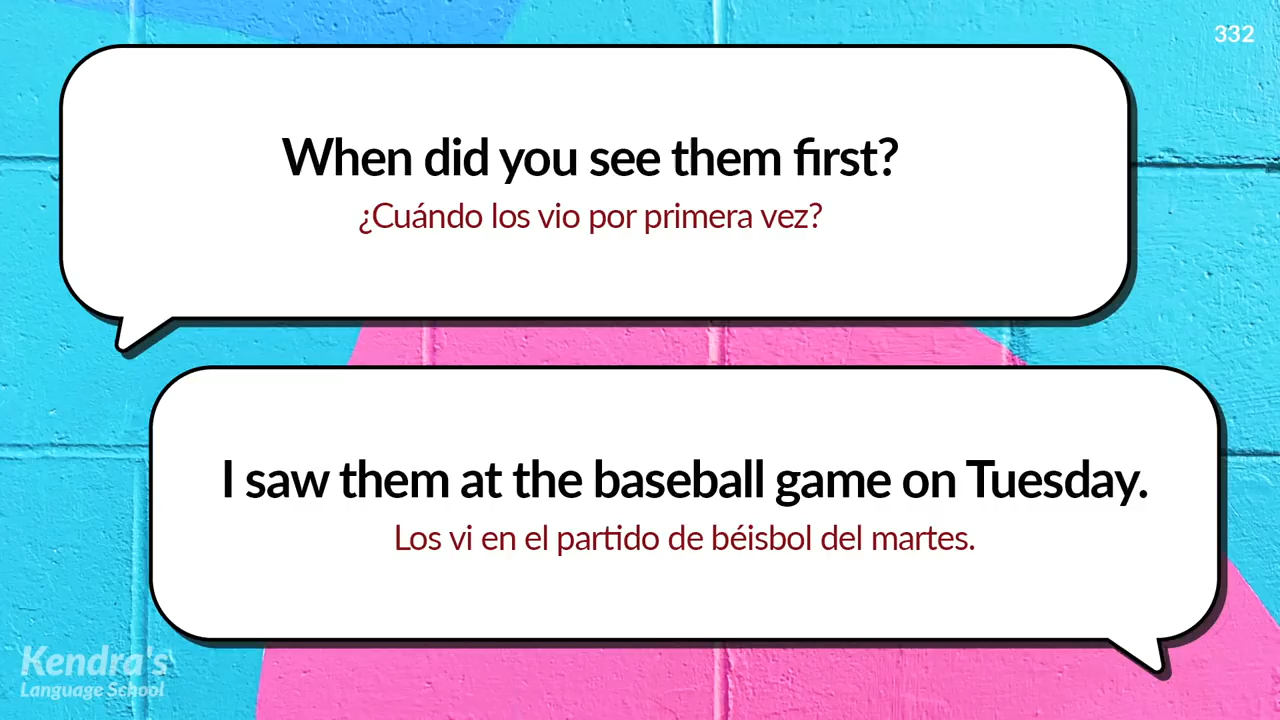 332
When did you see them first?
¿Cuándo los vio por primera vez?
I saw them at the baseball game on Tuesday.
Los vi en el partido de béisbol del martes.
Kendra's
Language School